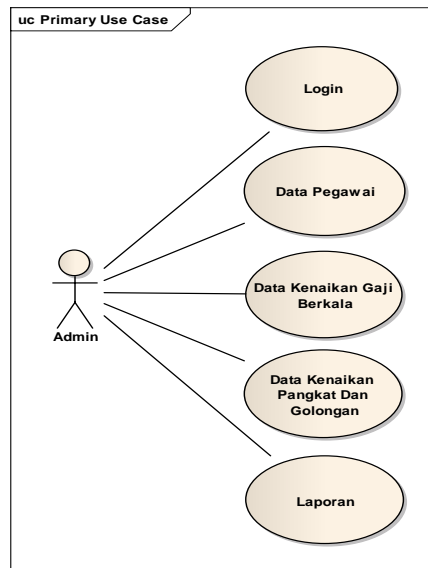 uc Primary Use Case
Login
Data Pegawai
Data Kenaikan Gaji
Berkala
Admin
Data Kenaikan
Pangkat Dan
Golongan
Laporan